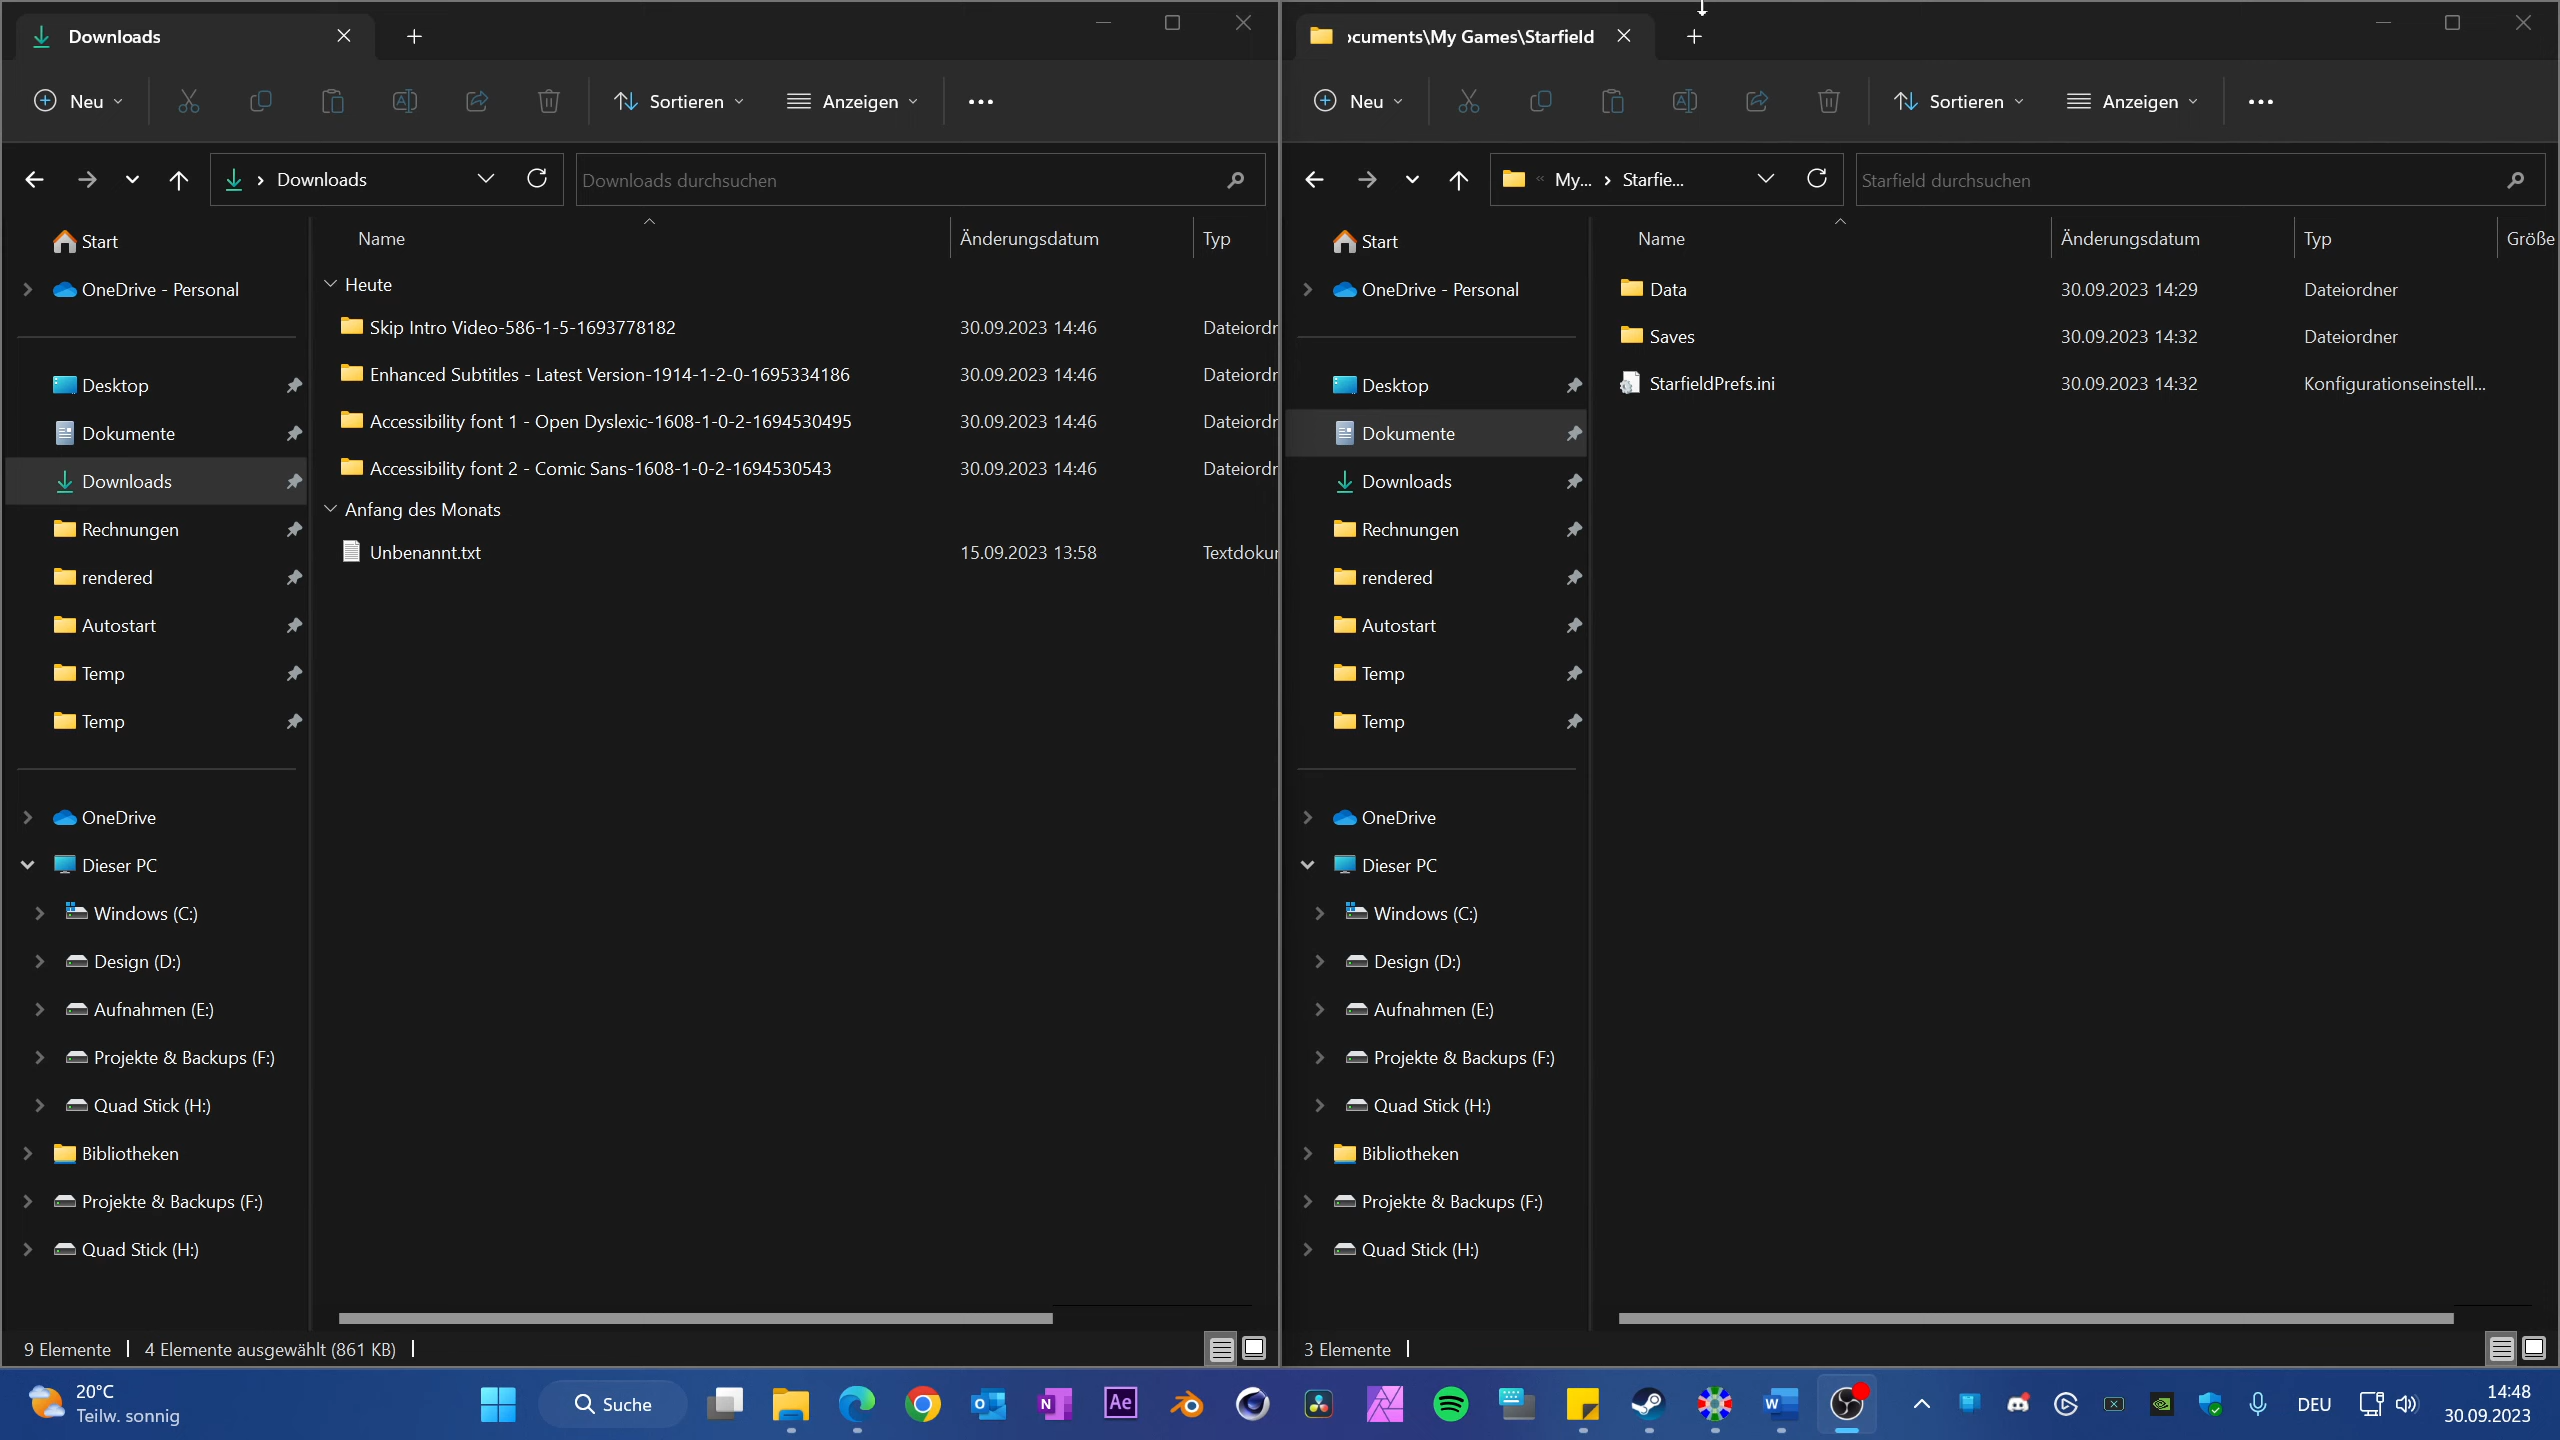 Downloads
Neu
Sortieren
Anzeigen
Downloads
Downloads durchsuchen
Start
OneDrive - Personal
Desktop
Dokumente
Downloads
Rechnungen
rendered
Autostart
Temp
Temp
OneDrive
Dieser PC
Windows (C:)
Design (D:)
Aufnahmen (E:)
Projekte & Backups (F:)
Quad Stick (H:)
Bibliotheken
Projekte & Backups (F:)
Quad Stick (H:)
Name Änderungsdatum Typ
Heute
Skip Intro Video-586-1-5-1693778182 30.09.2023 14:46 Dateiordr
Enhanced Subtitles - Latest Version-1914-1-2-0-1695334186 30.09.2023 14:46 Dateiordr
Accessibility font 1 - Open Dyslexic-1608-1-0-2-1694530495 30.09.2023 14:46 Dateiordr
Accessibility font 2 - Comic Sans-1608-1-0-2-1694530543 30.09.2023 14:46 Dateiordr
Anfang des Monats
Unbenannt.txt 15.09.2023 13:58 Textdokur
9 Elemente 4 Elemente ausgewählt (861 KB)
ocuments\My Games\Starfield
Neu
Sortieren
Anzeigen
My... Starfie...
Starfield durchsuchen
Start
OneDrive - Personal
Desktop
Dokumente
Downloads
Rechnungen
rendered
Autostart
Temp
Temp
OneDrive
Dieser PC
Windows (C:)
Design (D:)
Aufnahmen (E:)
Projekte & Backups (F:)
Quad Stick (H:)
Bibliotheken
Projekte & Backups (F:)
Quad Stick (H:)
Name Änderungsdatum Typ Größe
Data 30.09.2023 14:29 Dateiordner
Saves 30.09.2023 14:32 Dateiordner
StarfieldPrefs.ini 30.09.2023 14:32 Konfigurationseinstell...
3 Elemente
20°C
Teilw. sonnig
Suche
Ae
DEU
14:48
30.09.2023